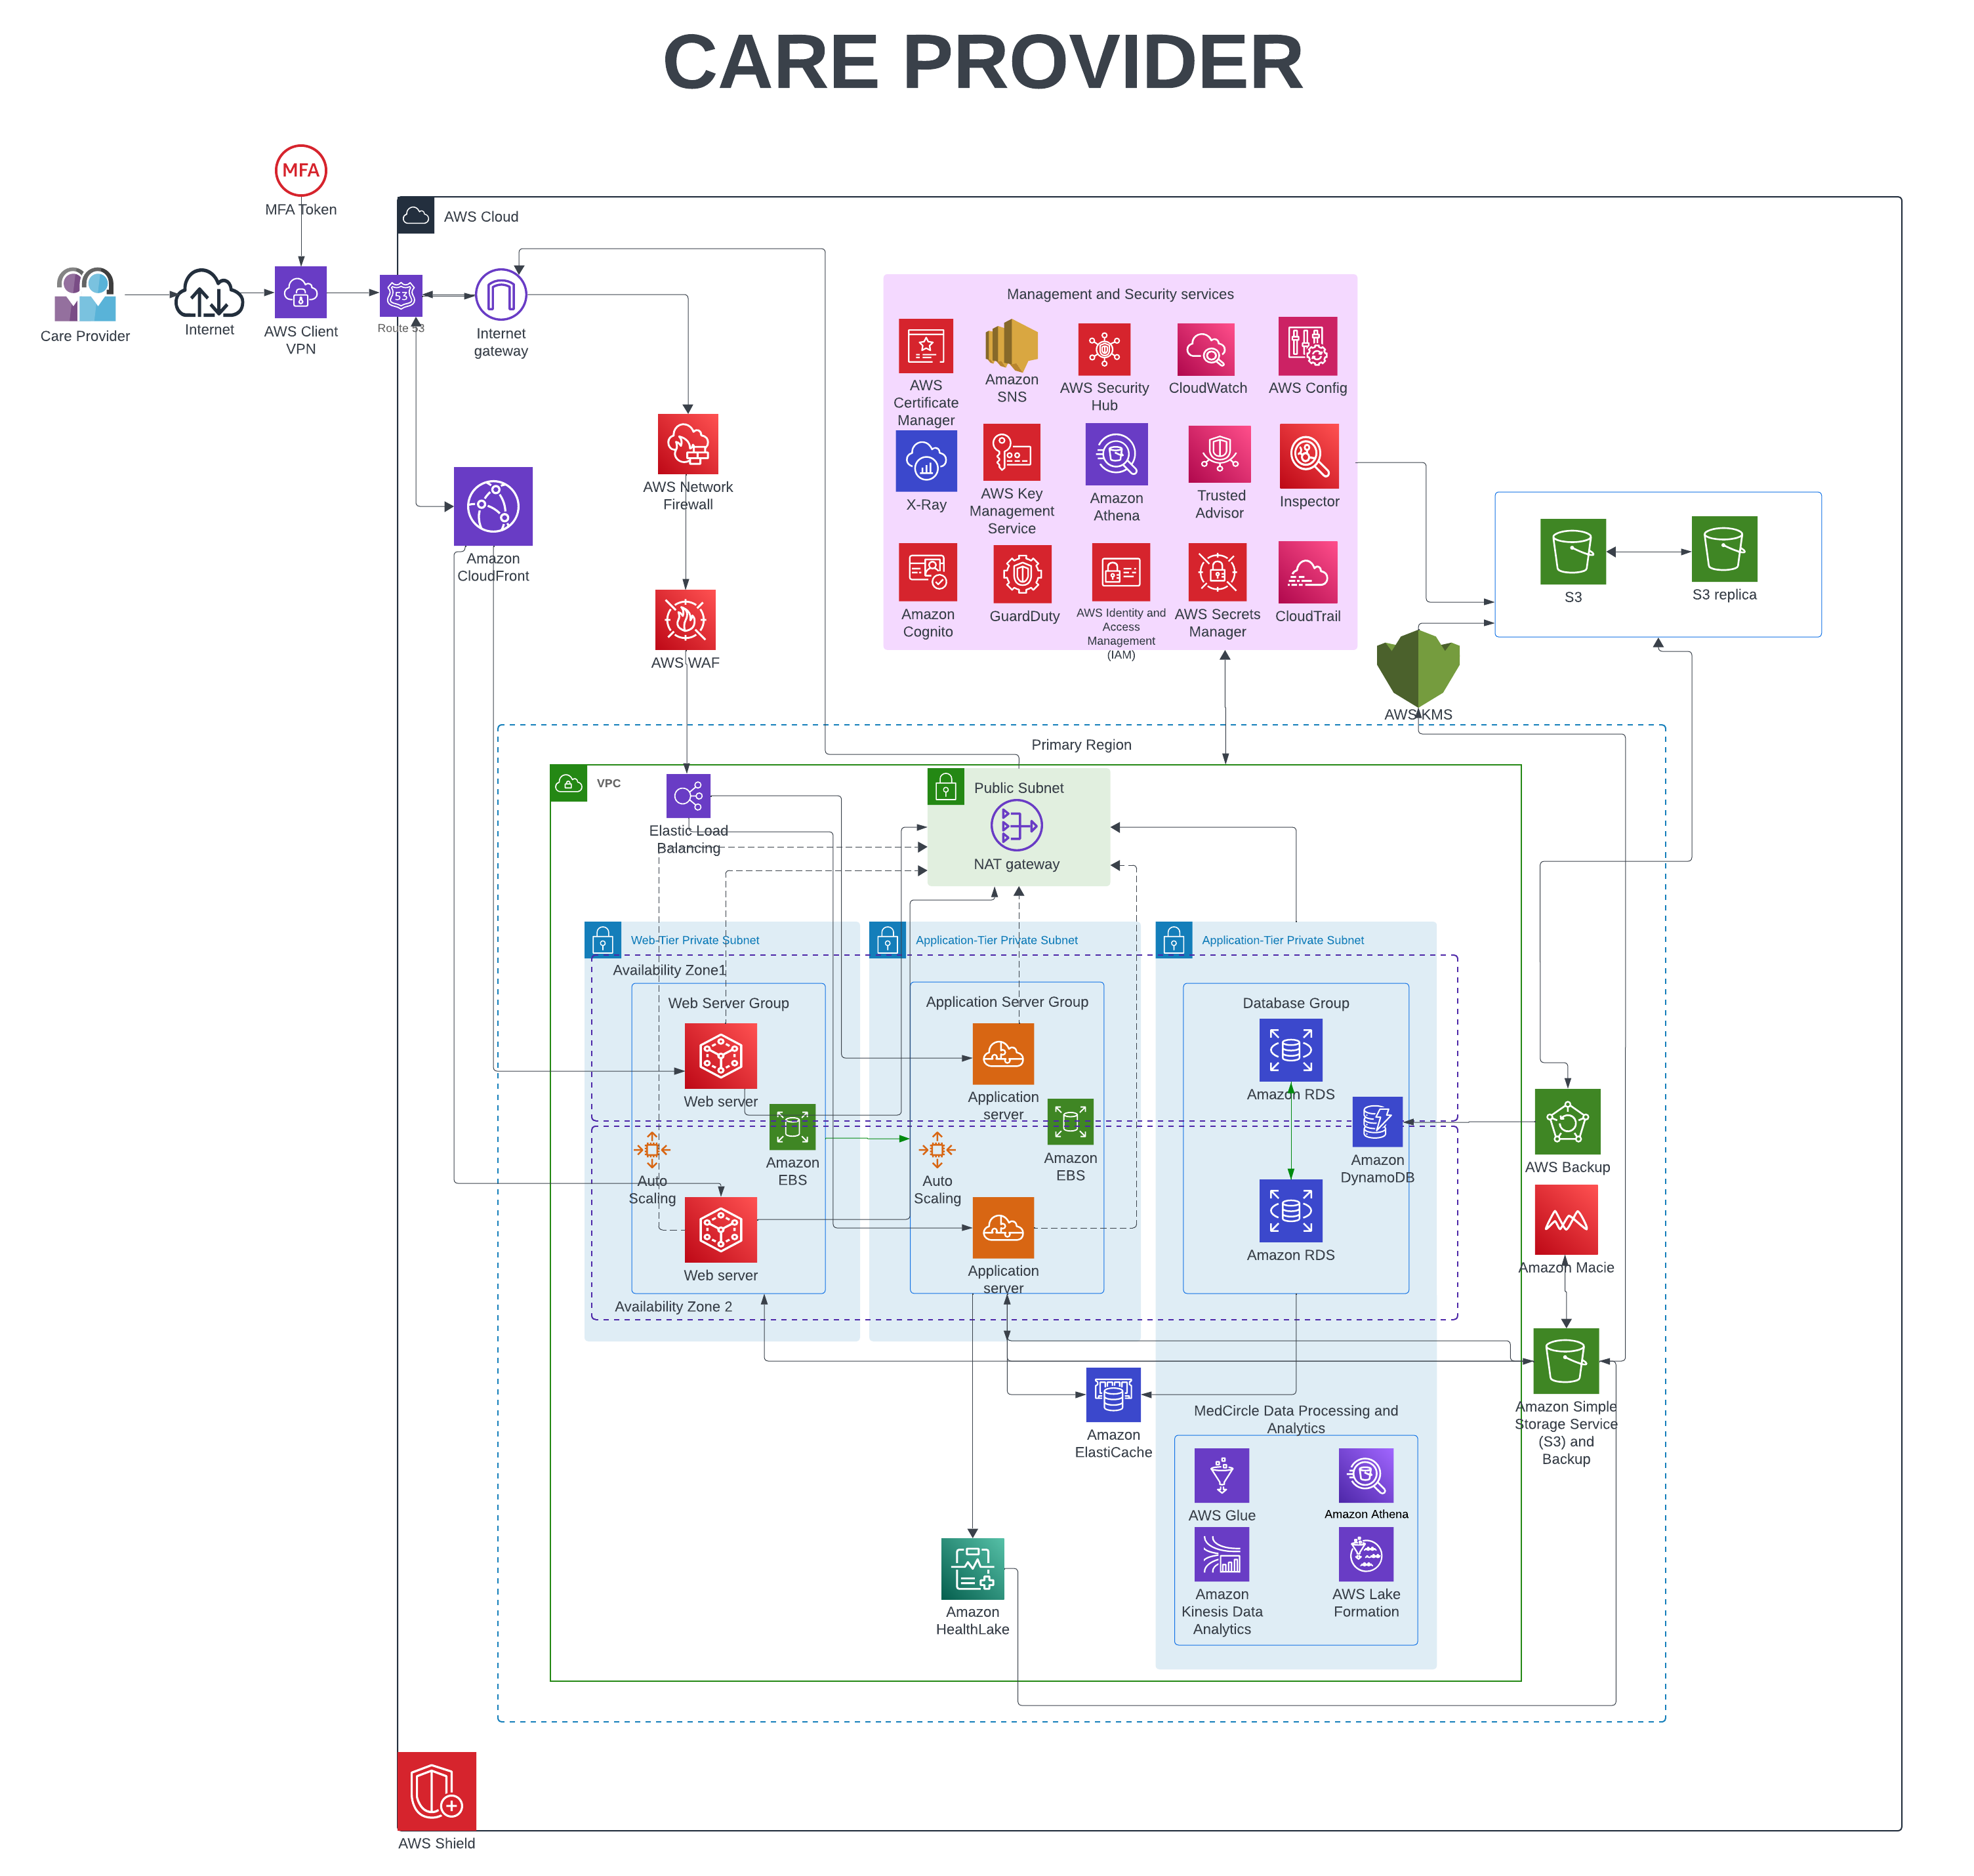 CARE PROVIDER
MFA
MFA Token
AWS Cloud
Care Provider
Internet
AWS Client
VPN
53
Route 53
Internet
gateway
Management and Security services
AWS
Certificate
Manager
Amazon
SNS
AWS Security
Hub
CloudWatch
AWS Config
X-Ray
AWS Key
Management
Service
Amazon
Athena
Trusted
Advisor
Inspector
Amazon
Cognito
GuardDuty
AWS Identity and
Access
Management
(IAM)
AWS Secrets
Manager
CloudTrail
AWS Network
Firewall
Amazon
CloudFront
AWS WAF
S3
S3 replica
AWS KMS
Primary Region
VPC
Elastic Load
Balancing
Public Subnet
NAT gateway
Web-Tier Private Subnet
Application-Tier Private Subnet
Application-Tier Private Subnet
Availability Zone1
Web Server Group
Application Server Group
Database Group
Web server
Application
server
Amazon RDS
Amazon
EBS
Amazon
EBS
Amazon
DynamoDB
AWS Backup
Auto
Scaling
Auto
Scaling
Web server
Application
server
Amazon RDS
Amazon Macie
Availability Zone 2
Amazon Simple
Storage Service
(S3) and
Backup
Amazon
ElastiCache
MedCircle Data Processing and
Analytics
AWS Glue
Amazon Athena
Amazon
Kinesis Data
Analytics
AWS Lake
Formation
Amazon
HealthLake
AWS Shield